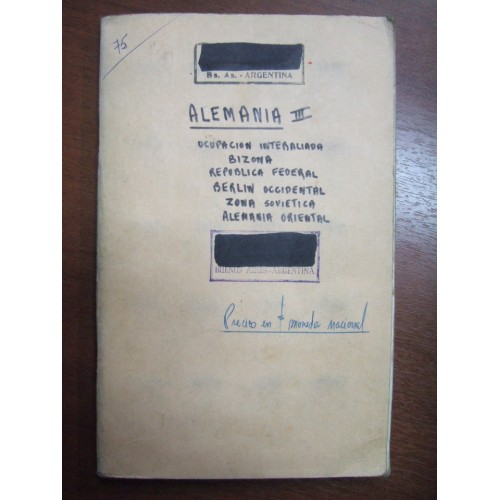 75
Bs. As. - ARGENTINA
ALEMANIA III
OCUPACION INTERALIADA
BIZONA
REPUBLICA FEDERAL
BERLIN OCCIDENTAL
ZONA SOVIETICA
ALEMANIA ORIENTAL
BUENOS AIRES-ARGENTINA
Precios en $ moneda nacional